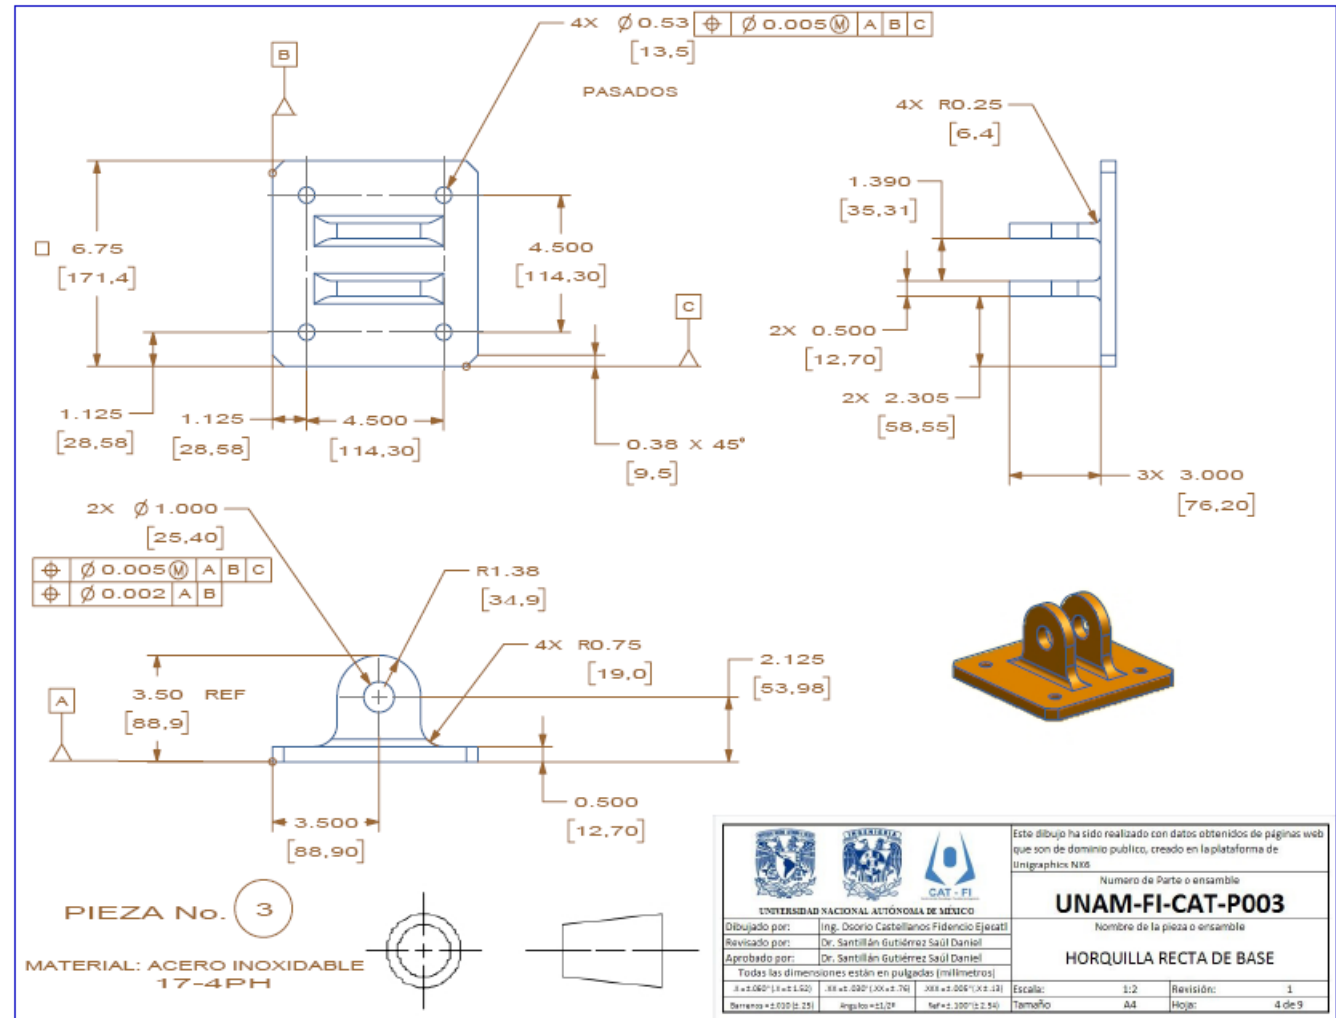 4X Ø 0.53 ⌖ Ø 0.005 Ⓜ A B C
[13,5]
PASADOS
B
4X R0.25
[6,4]
1.390
[35,31]
□ 6.75
[171,4]
4.500
[114,30]
C
2X 0.500
[12,70]
2X 2.305
[58,55]
1.125
[28,58]
1.125
[28,58]
4.500
[114,30]
0.38 X 45°
[9,5]
3X 3.000
[76,20]
2X Ø 1.000
[25,40]
⌖ Ø 0.005 Ⓜ A B C
⌖ Ø 0.002 A B
R1.38
[34,9]
4X R0.75
[19,0]
2.125
[53,98]
3.50 REF
[88,9]
A
0.500
[12,70]
3.500
[88,90]
PIEZA No. 3
MATERIAL: ACERO INOXIDABLE
17-4PH
CAT - FI
UNIVERSIDAD NACIONAL AUTÓNOMA DE MÉXICO
Dibujado por: Ing. Osorio Castellanos Fidencio Ejecatl
Revisado por: Dr. Santillán Gutiérrez Saúl Daniel
Aprobado por: Dr. Santillán Gutiérrez Saúl Daniel
Todas las dimensiones están en pulgadas (milímetros)
Este dibujo ha sido realizado con datos obtenidos de páginas web
que son de dominio publico, creado en la plataforma de
Unigraphics NX6
Numero de Parte o ensamble
UNAM-FI-CAT-P003
Nombre de la pieza o ensamble
HORQUILLA RECTA DE BASE
Escala: 1:2 Revisión: 1
Tamaño A4 Hoja: 4 de 9